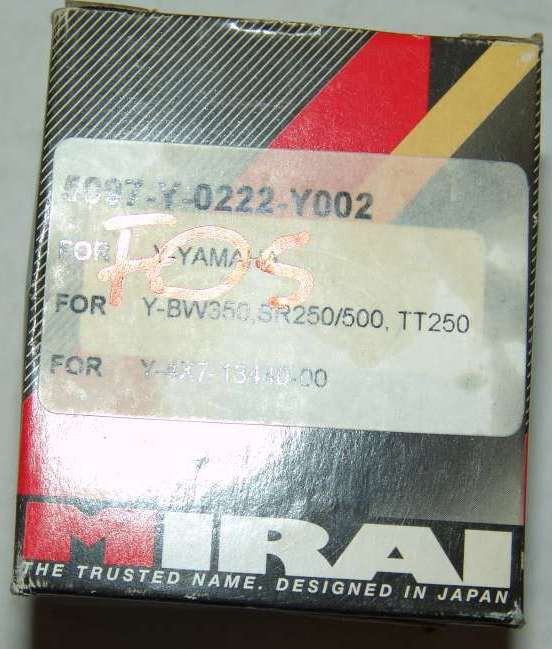 5097-Y-0222-Y002
FOR Y-YAMAHA
FOS
FOR Y-BW350,SR250/500, TT250
FOR Y-4X7-13440-00
MIRAI
THE TRUSTED NAME. DESIGNED IN JAPAN